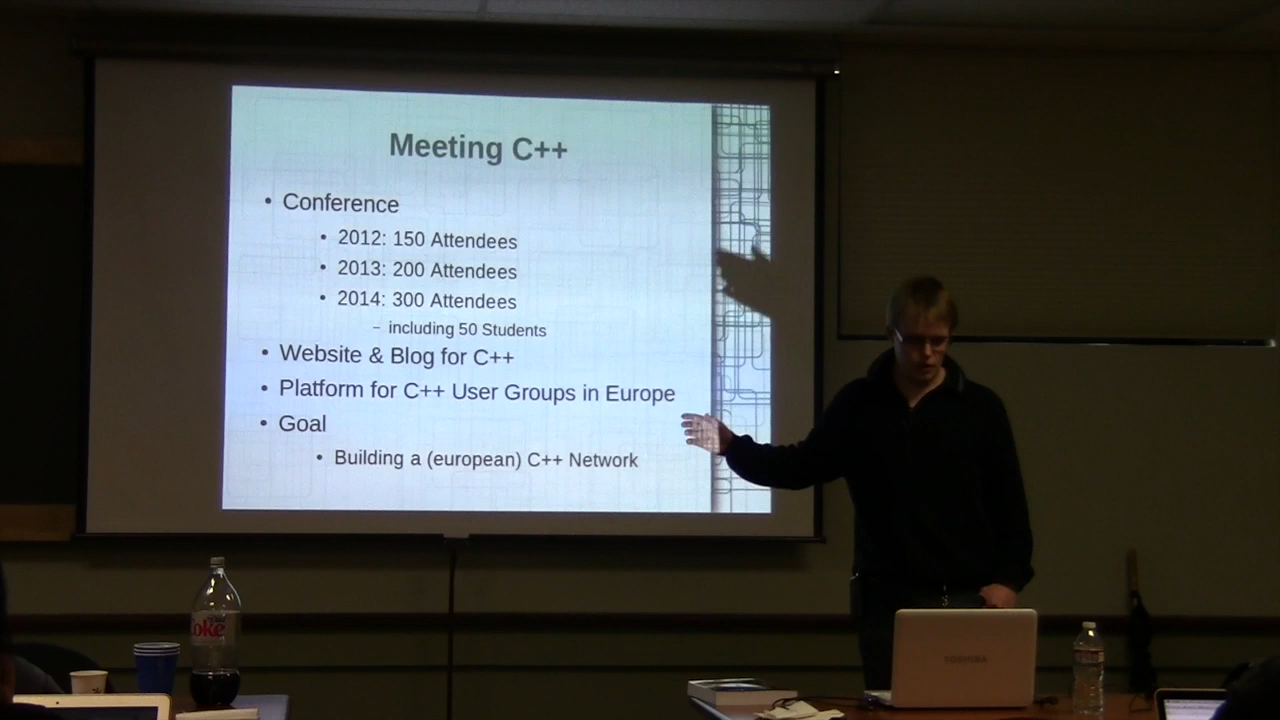 Meeting C++
• Conference
• 2012: 150 Attendees
• 2013: 200 Attendees
• 2014: 300 Attendees
– including 50 Students
• Website & Blog for C++
• Platform for C++ User Groups in Europe
• Goal
• Building a (european) C++ Network
Coke
TOSHIBA